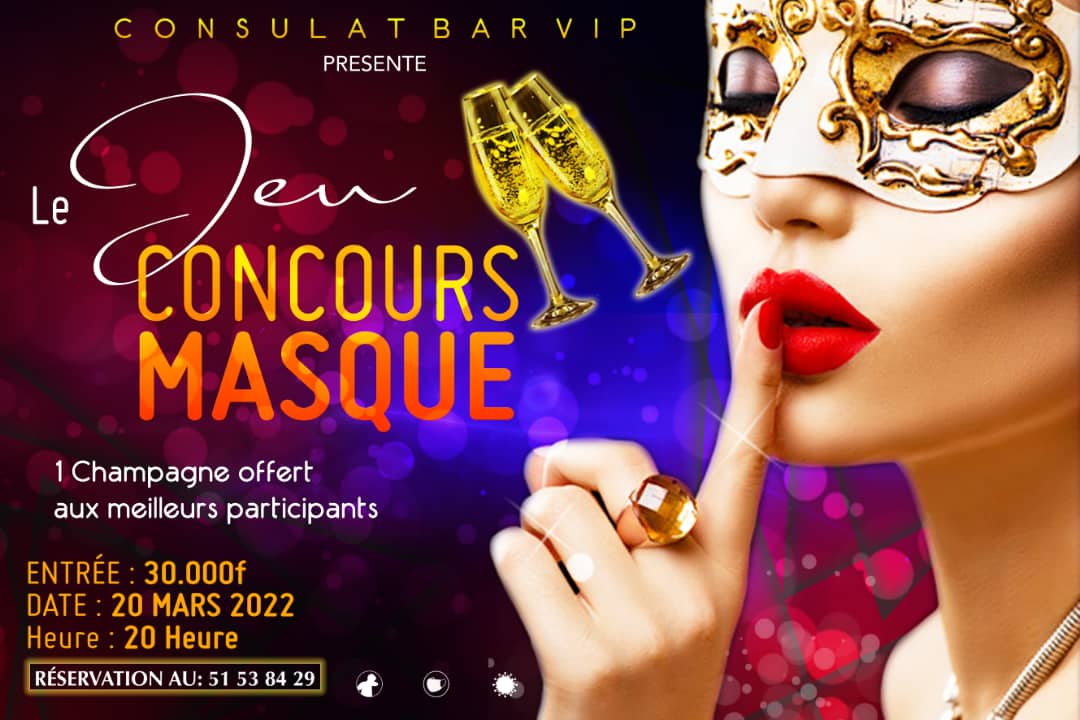 CONSULAT BAR VIP
PRESENTE
Le Jeu
CONCOURS
MASQUE
1 Champagne offert
aux meilleurs participants
ENTRÉE : 30.000f
DATE : 20 MARS 2022
Heure : 20 Heure
RÉSERVATION AU: 51 53 84 29